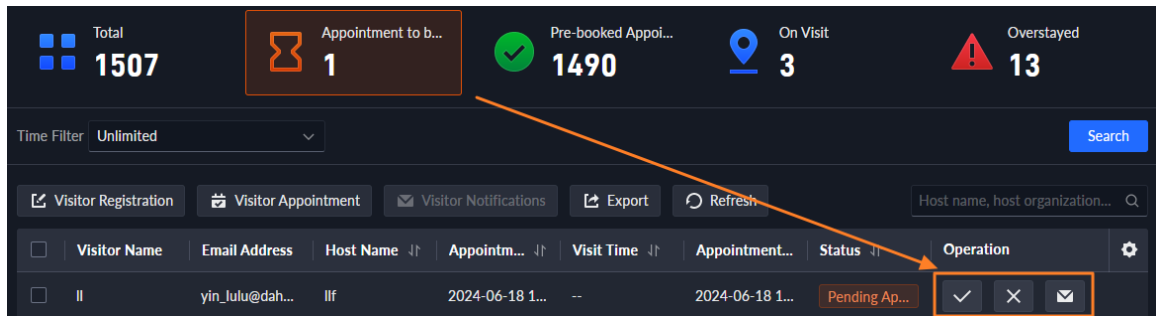 Total
1507
Appointment to b...
1
Pre-booked Appoi...
1490
On Visit
3
Overstayed
13
Time Filter Unlimited
Search
Visitor Registration Visitor Appointment Visitor Notifications Export Refresh Host name, host organization...
Visitor Name Email Address Host Name Appointm... Visit Time Appointment... Status Operation
ll yin_lulu@dah... llf 2024-06-18 1... -- 2024-06-18 1... Pending Ap...